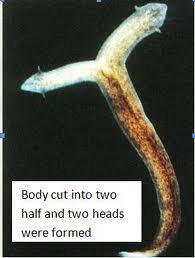 Body cut into two
half and two heads
were formed